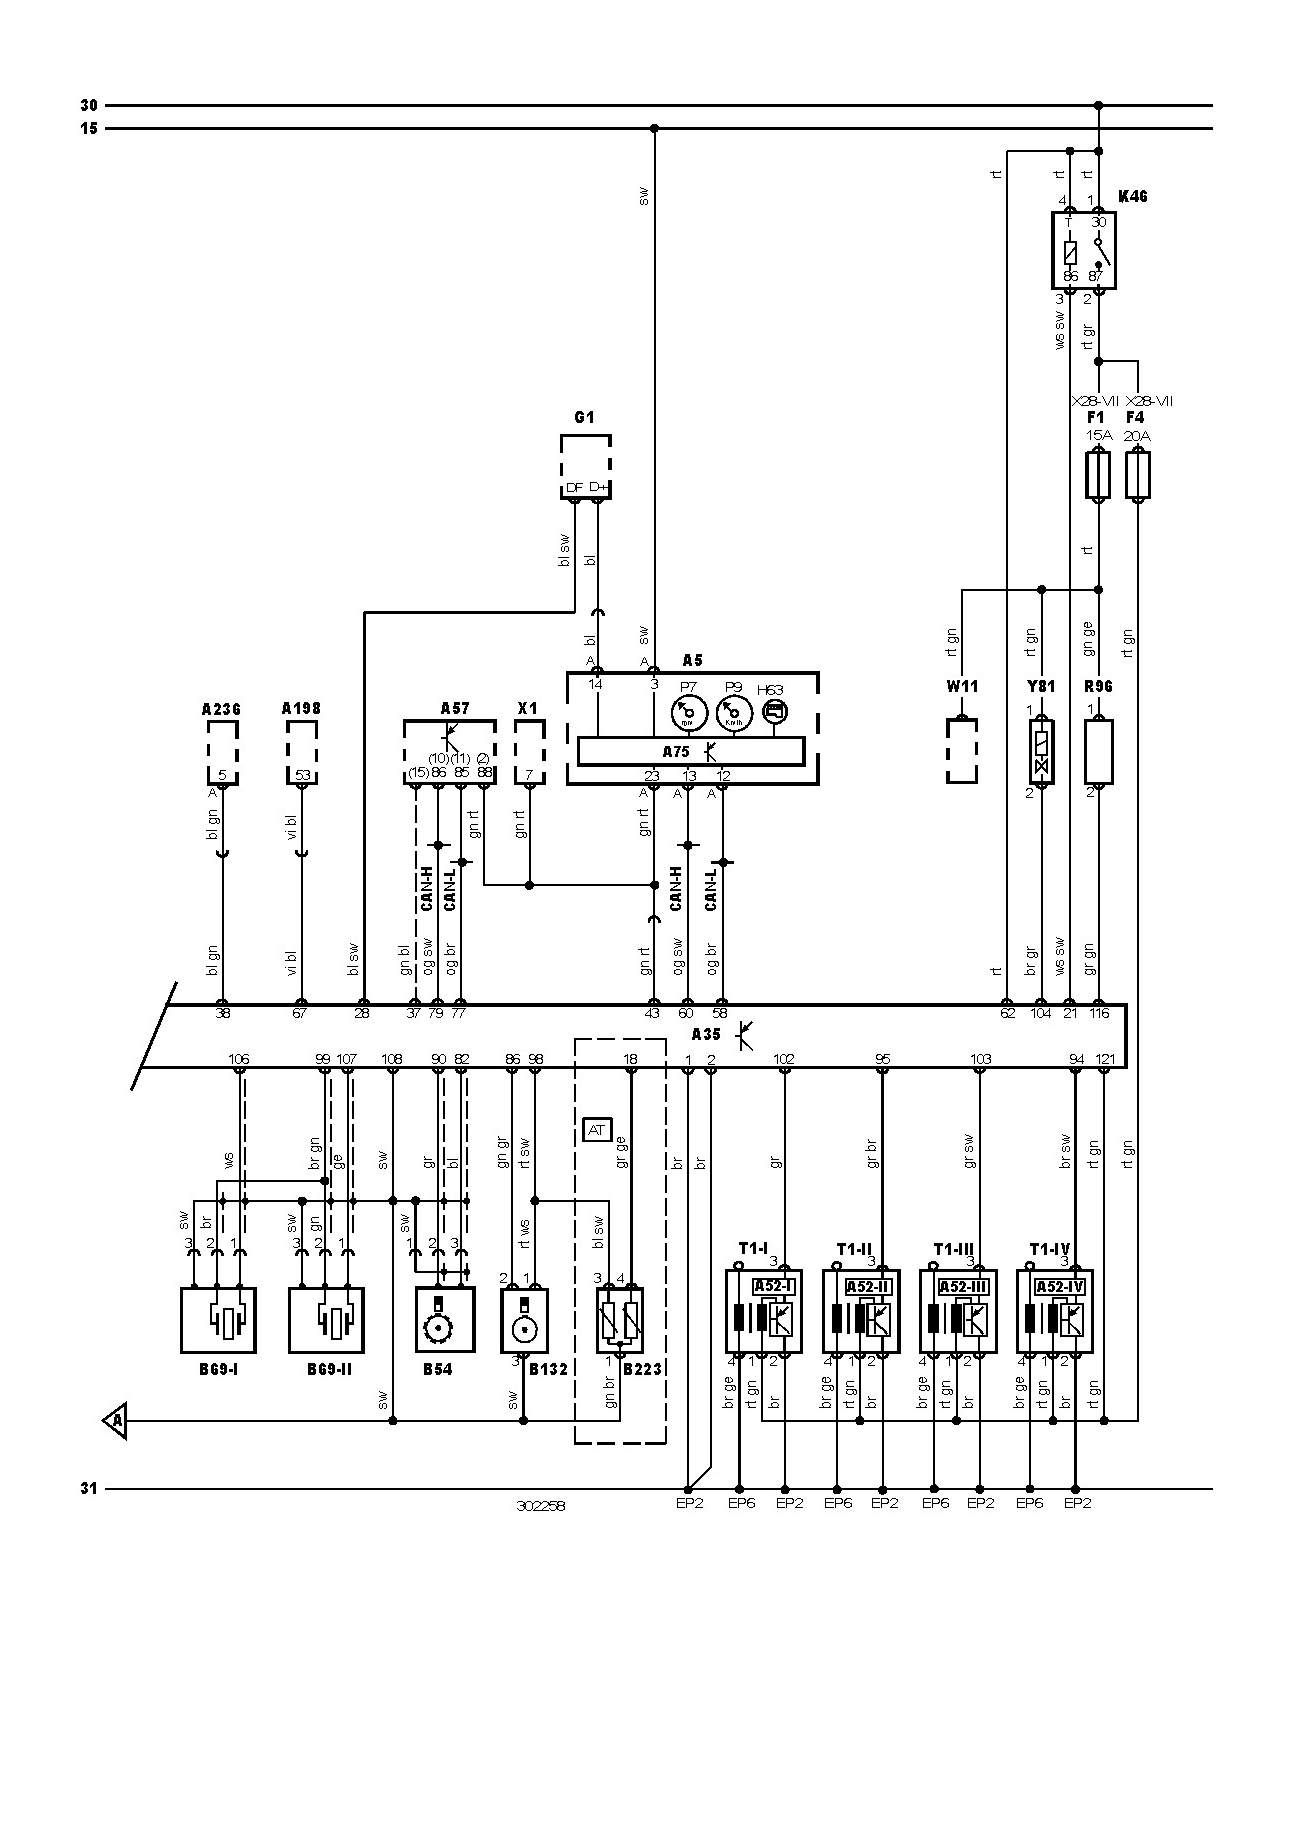 30
15
rt rt rt
sw
4 1 K46
T 30
86 87
3 2
ws sw rt gr
X28-VII X28-VII
F1 F4
15A 20A
G1
DF D+
bl sw bl
rt
bl sw
rt gn rt gn gn ge rt gn
A A A5
14 3 P7 P9 H63
rpm Km/h
W11 Y81 R96
A236 A198 A57 X1
1 1
A75
(10) (11) (2)
5 53 (15) 86 85 88 7 23 13 12
A A A A 2 2
bl gn vi bl gn rt gn rt gn rt
CAN-H CAN-L CAN-H CAN-L
bl gn vi bl bl sw gn bl og sw og br gn rt og sw og br rt br gr ws sw gr gn
38 67 28 37 79 77 43 60 58 62 104 21 116
A35
106 99 107 108 90 82 86 98 18 1 2 102 95 103 94 121
AT
ws br gn ge sw gr bl gn gr rt sw gr ge br br gr gr br gr sw br sw rt gn rt gn
sw br sw gn sw rt ws bl sw
3 2 1 3 2 1 1 2 3
T1-I T1-II T1-III T1-IV
3 3 3 3
2 1 3 4
A52-I A52-II A52-III A52-IV
B69-I B69-II B54 3 B132 1 B223
4 1 2 4 1 2 4 1 2 4 1 2
sw sw gn br br ge rt gn br br ge rt gn br br ge rt gn br br ge rt gn br rt gn
A
31
302258
EP2 EP6 EP2 EP6 EP2 EP6 EP2 EP6 EP2